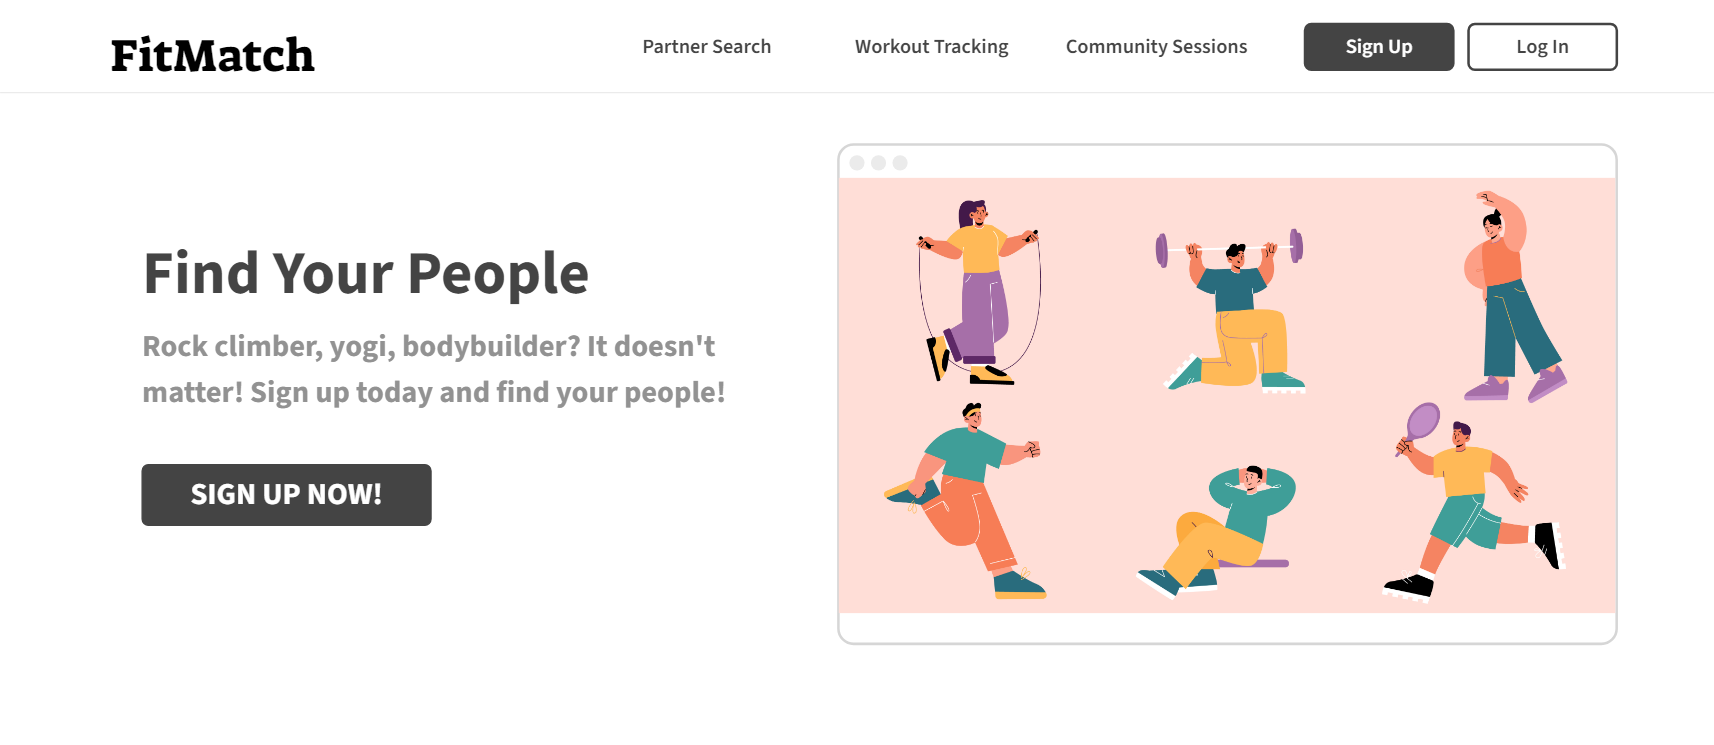 FitMatch
Partner Search
Workout Tracking
Community Sessions
Sign Up
Log In
Find Your People
Rock climber, yogi, bodybuilder? It doesn't
matter! Sign up today and find your people!
SIGN UP NOW!